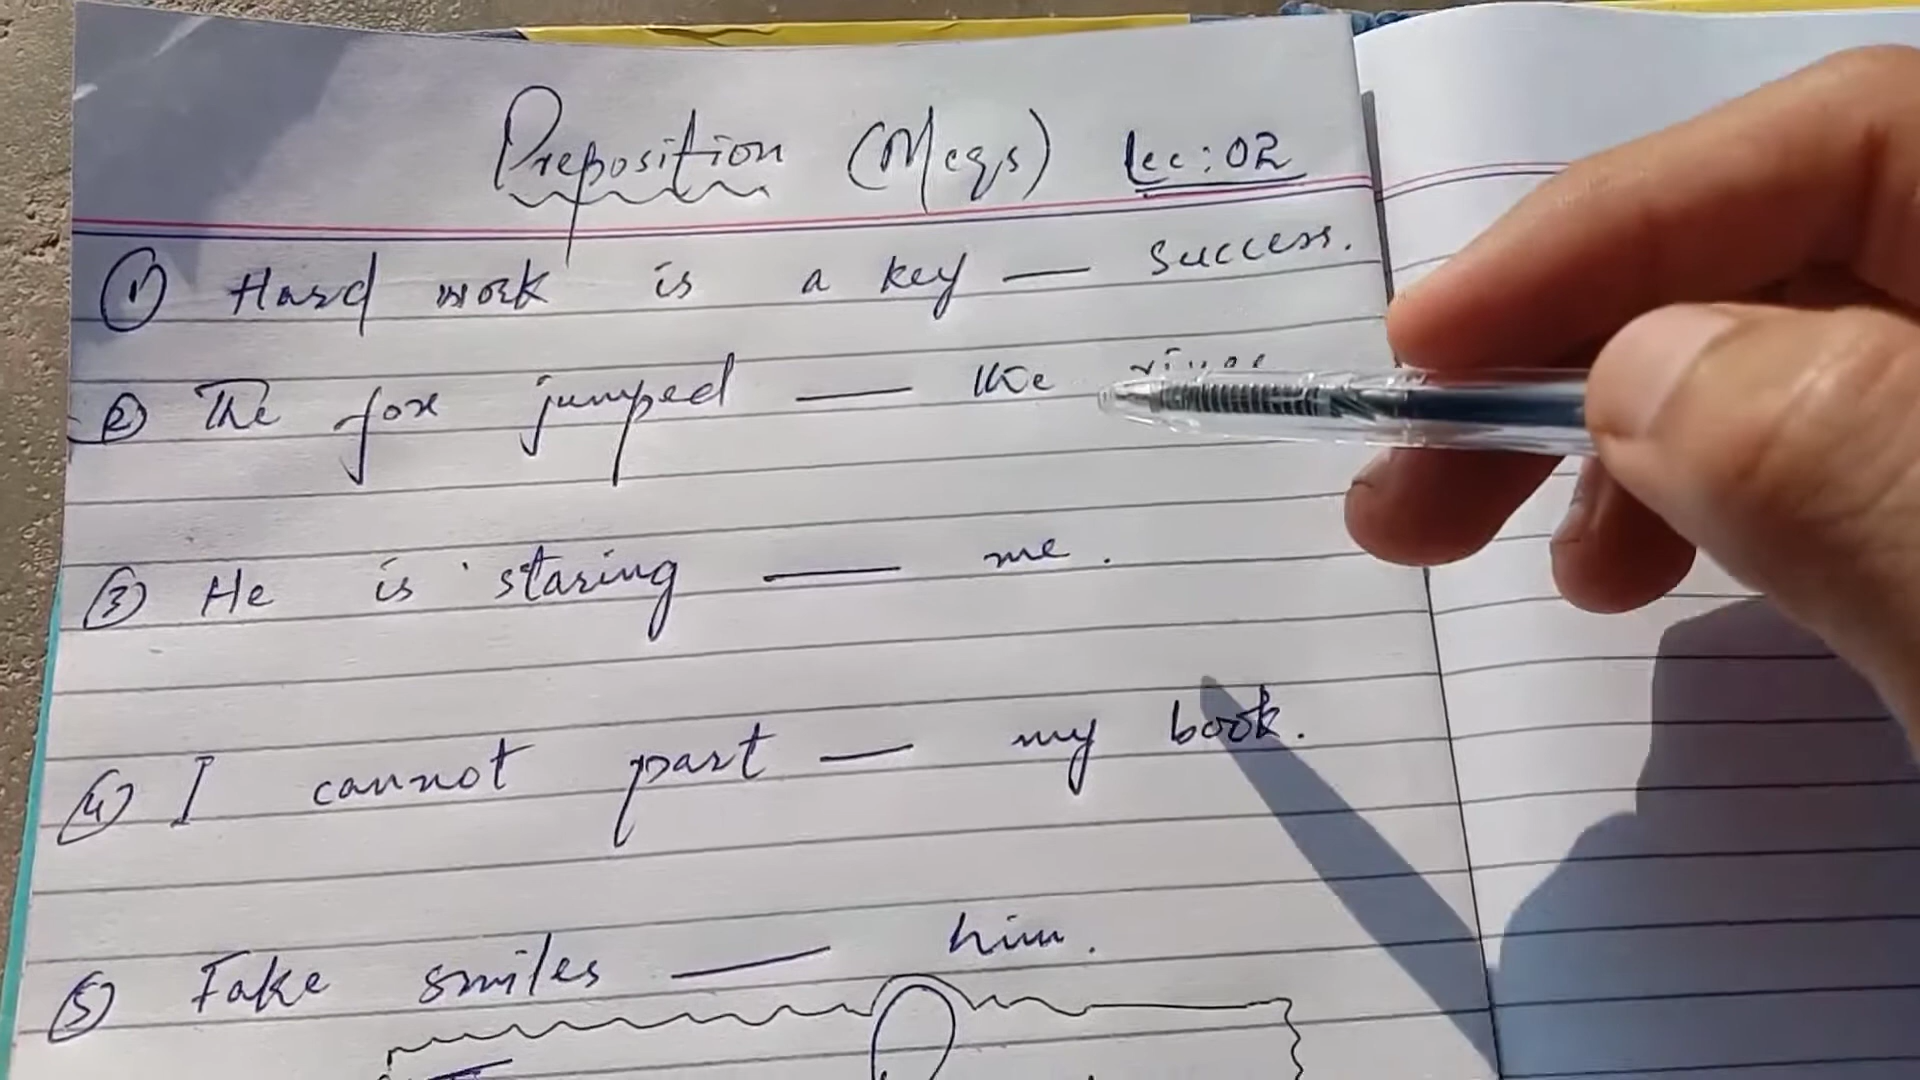 Preposition (Mcqs) Lec:02
① Hard work is a key — success.
② The fox jumped — the
③ He is staring — me.
④ I cannot part — my book.
⑤ Fake smiles — him.